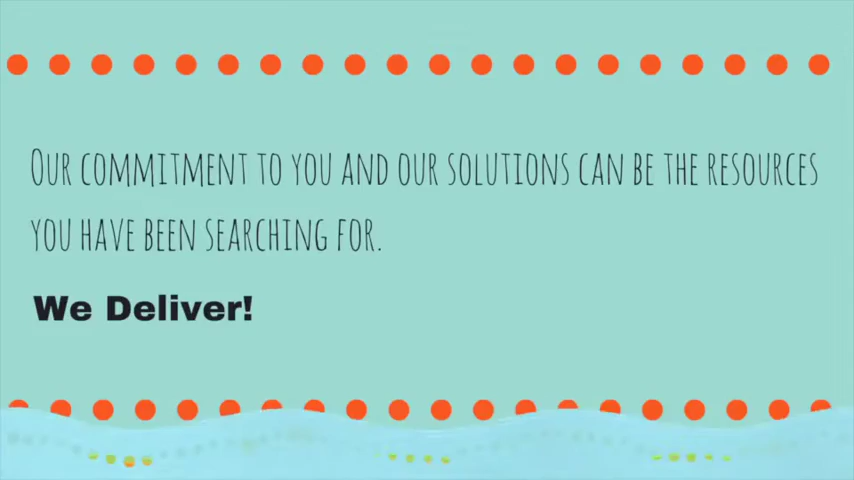 Our commitment to you and our solutions can be the resources
you have been searching for.
We Deliver!